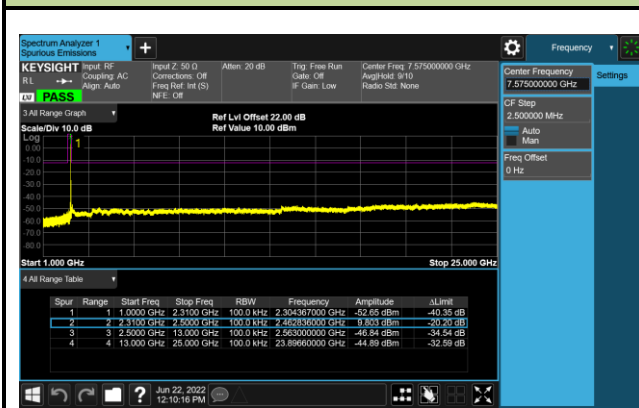 Spectrum Analyzer 1
Spurious Emissions
Frequency
KEYSIGHT
R L
LXI PASS
Input: RF
Coupling: AC
Align: Auto
Input Z: 50 Ω
Corrections: Off
Freq Ref: Int (S)
NFE: Off
Atten: 20 dB
Trig: Free Run
Gate: Off
IF Gain: Low
Center Freq: 7.575000000 GHz
Avg|Hold: 9/10
Radio Std: None
Center Frequency
7.575000000 GHz
Settings
CF Step
2.500000 MHz
Auto
Man
Freq Offset
0 Hz
3 All Range Graph
Scale/Div 10.0 dB
Ref Lvl Offset 22.00 dB
Ref Value 10.00 dBm
Log
1
0.00
-10.0
-20.0
-30.0
-40.0
-50.0
-60.0
-70.0
-80.0
Start 1.000 GHz
Stop 25.000 GHz
4 All Range Table
Spur Range Start Freq Stop Freq RBW Frequency Amplitude ΔLimit
1 1 1.0000 GHz 2.3100 GHz 100.0 kHz 2.304367000 GHz -52.65 dBm -40.35 dB
2 2 2.3100 GHz 2.5000 GHz 100.0 kHz 2.462836000 GHz 9.803 dBm -20.20 dB
3 3 2.5000 GHz 13.000 GHz 100.0 kHz 2.563000000 GHz -46.84 dBm -34.54 dB
4 4 13.000 GHz 25.000 GHz 100.0 kHz 23.89660000 GHz -44.89 dBm -32.59 dB
Jun 22, 2022
12:10:16 PM